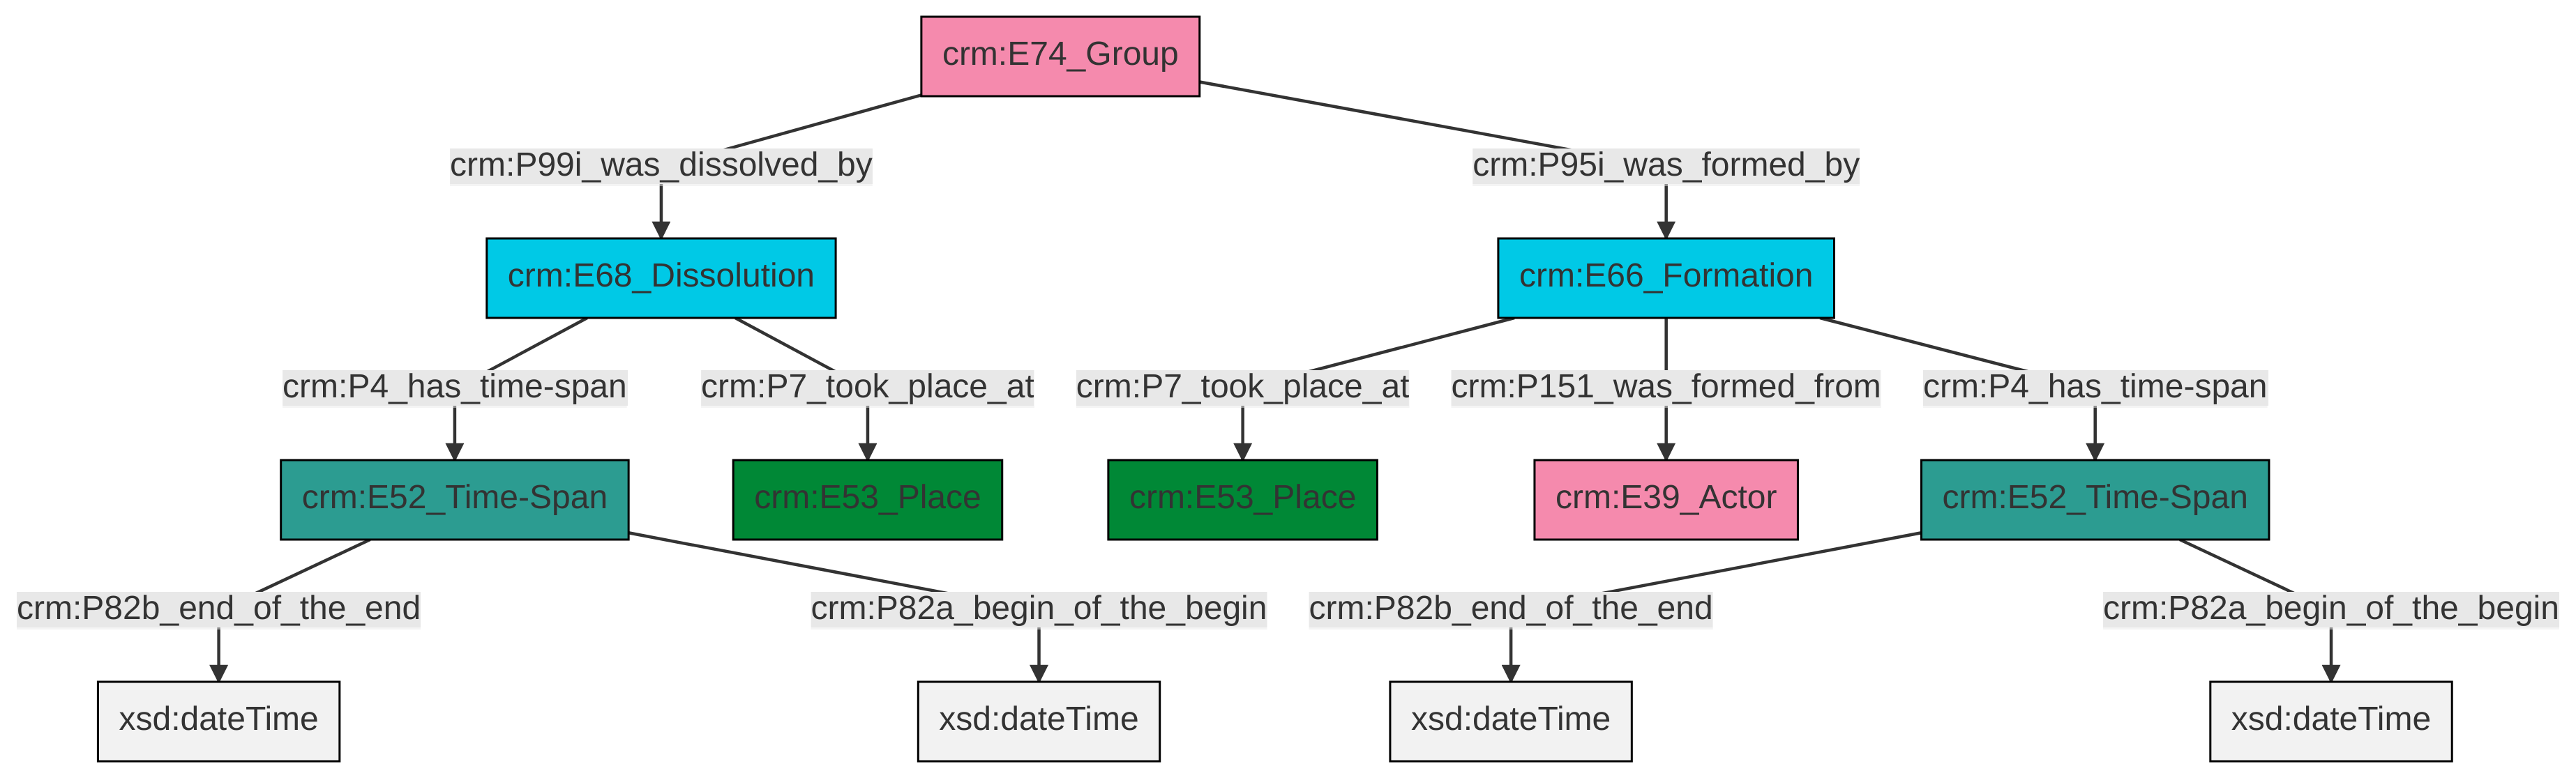 crm:E74_Group
crm:P99i_was_dissolved_by
crm:P95i_was_formed_by
crm:E68_Dissolution
crm:E66_Formation
crm:P4_has_time-span
crm:P7_took_place_at
crm:P7_took_place_at
crm:P151_was_formed_from
crm:P4_has_time-span
crm:E52_Time-Span
crm:E53_Place
crm:E53_Place
crm:E39_Actor
crm:E52_Time-Span
crm:P82b_end_of_the_end
crm:P82a_begin_of_the_begin
crm:P82b_end_of_the_end
crm:P82a_begin_of_the_begin
xsd:dateTime
xsd:dateTime
xsd:dateTime
xsd:dateTime